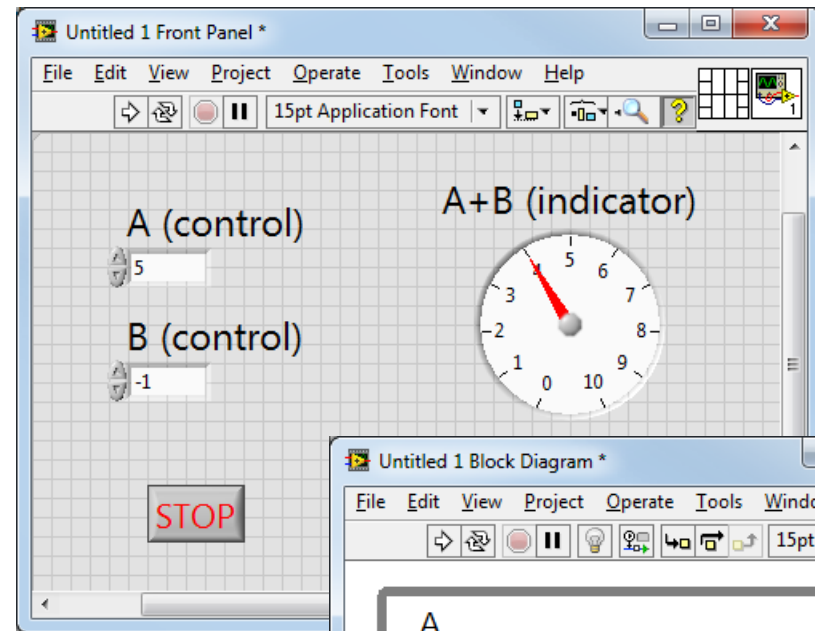 Untitled 1 Front Panel *
File Edit View Project Operate Tools Window Help
15pt Application Font
1
A (control)
5
B (control)
-1
A+B (indicator)
0 1 2 3 4 5 6 7 8 9 10
STOP
Untitled 1 Block Diagram *
File Edit View Project Operate Tools Windo
15pt
A